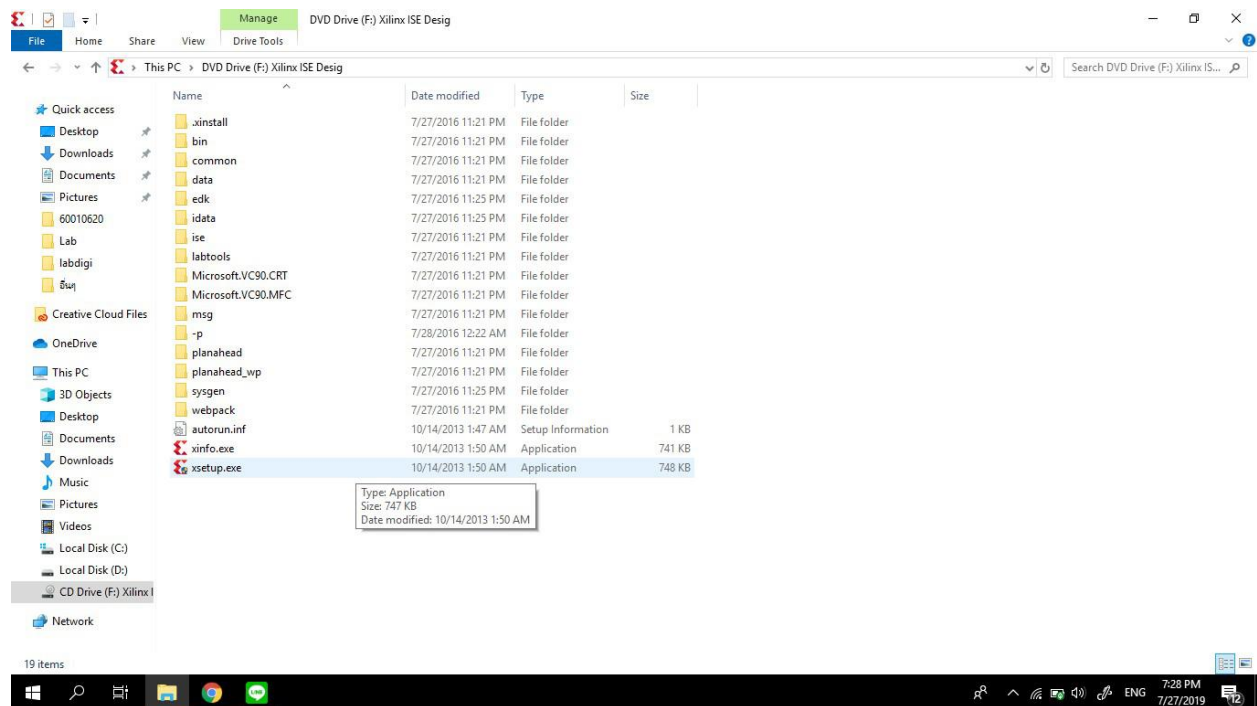 Manage
DVD Drive (F:) Xilinx ISE Desig
File Home Share View Drive Tools
This PC › DVD Drive (F:) Xilinx ISE Desig
Search DVD Drive (F:) Xilinx IS...
Name Date modified Type Size
Quick access
Desktop
Downloads
Documents
Pictures
60010620
Lab
labdigi
อื่นๆ
Creative Cloud Files
OneDrive
This PC
3D Objects
Desktop
Documents
Downloads
Music
Pictures
Videos
Local Disk (C:)
Local Disk (D:)
CD Drive (F:) Xilinx I
Network
.xinstall 7/27/2016 11:21 PM File folder
bin 7/27/2016 11:21 PM File folder
common 7/27/2016 11:21 PM File folder
data 7/27/2016 11:21 PM File folder
edk 7/27/2016 11:25 PM File folder
idata 7/27/2016 11:25 PM File folder
ise 7/27/2016 11:21 PM File folder
labtools 7/27/2016 11:21 PM File folder
Microsoft.VC90.CRT 7/27/2016 11:21 PM File folder
Microsoft.VC90.MFC 7/27/2016 11:21 PM File folder
msg 7/27/2016 11:21 PM File folder
-p 7/28/2016 12:22 AM File folder
planahead 7/27/2016 11:21 PM File folder
planahead_wp 7/27/2016 11:21 PM File folder
sysgen 7/27/2016 11:25 PM File folder
webpack 7/27/2016 11:21 PM File folder
autorun.inf 10/14/2013 1:47 AM Setup Information 1 KB
xinfo.exe 10/14/2013 1:50 AM Application 741 KB
xsetup.exe 10/14/2013 1:50 AM Application 748 KB
Type: Application
Size: 747 KB
Date modified: 10/14/2013 1:50 AM
19 items
LINE
ENG
7:28 PM
7/27/2019
12